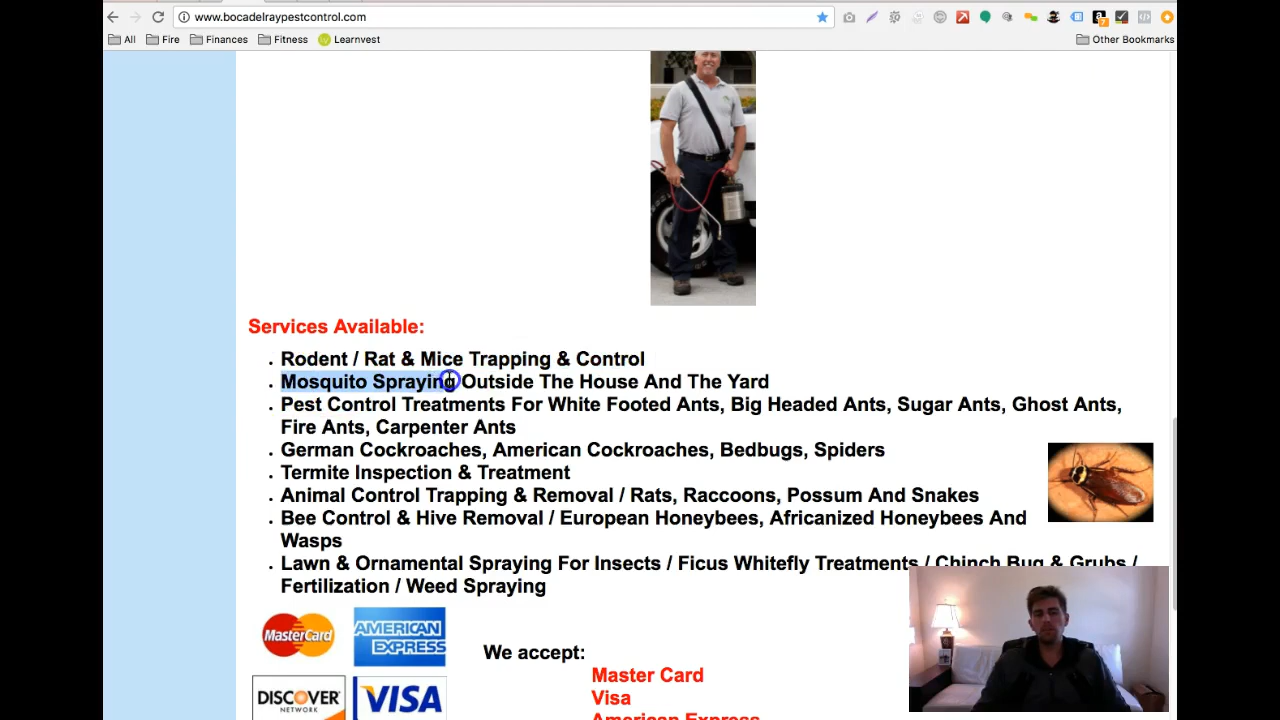 www.bocadelraypestcontrol.com
All Fire Finances Fitness Learnvest Other Bookmarks
Services Available:
Rodent / Rat & Mice Trapping & Control
Mosquito Spraying Outside The House And The Yard
Pest Control Treatments For White Footed Ants, Big Headed Ants, Sugar Ants, Ghost Ants,
Fire Ants, Carpenter Ants
German Cockroaches, American Cockroaches, Bedbugs, Spiders
Termite Inspection & Treatment
Animal Control Trapping & Removal / Rats, Raccoons, Possum And Snakes
Bee Control & Hive Removal / European Honeybees, Africanized Honeybees And
Wasps
Lawn & Ornamental Spraying For Insects / Ficus Whitefly Treatments / Chinch Bug & Grubs /
Fertilization / Weed Spraying
MasterCard
AMERICAN
EXPRESS
We accept:
Master Card
DISCOVER
NETWORK
VISA
Visa
American Express